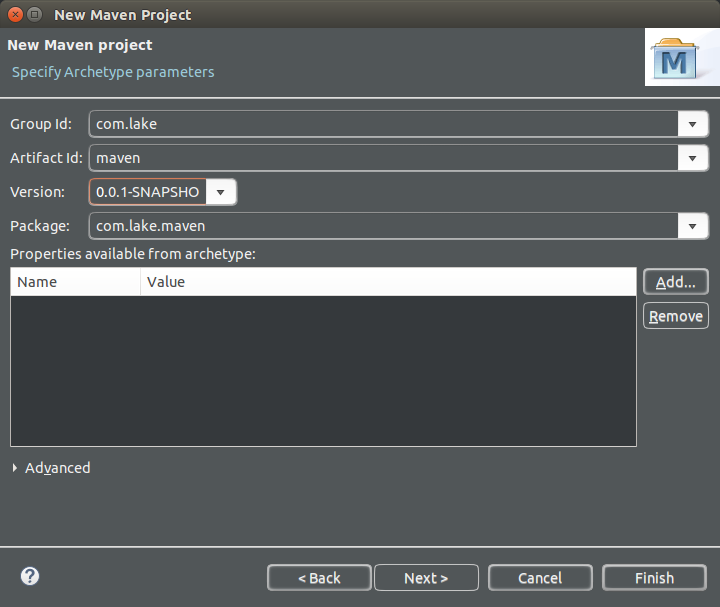 New Maven Project
New Maven project
Specify Archetype parameters
M
Group Id: com.lake
Artifact Id: maven
Version: 0.0.1-SNAPSHO
Package: com.lake.maven
Properties available from archetype:
Name Value
Add...
Remove
Advanced
?
< Back Next > Cancel Finish